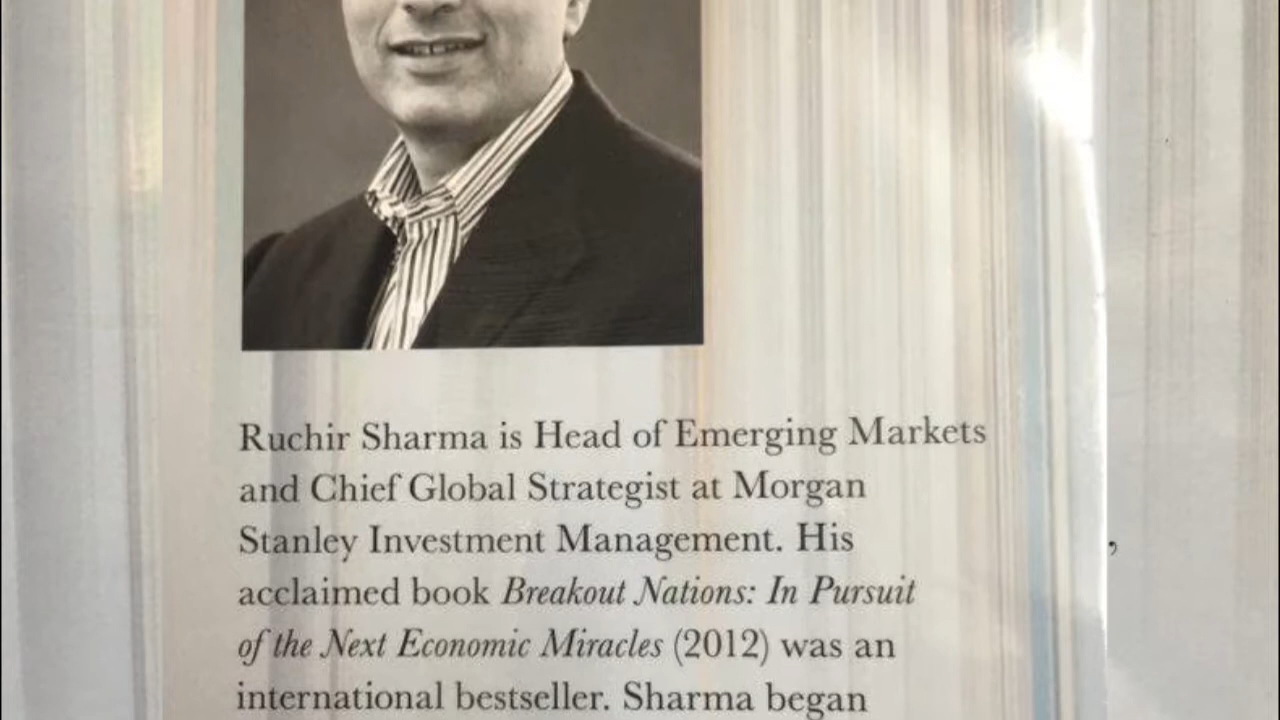 Ruchir Sharma is Head of Emerging Markets
and Chief Global Strategist at Morgan
Stanley Investment Management. His
acclaimed book Breakout Nations: In Pursuit
of the Next Economic Miracles (2012) was an
international bestseller. Sharma began